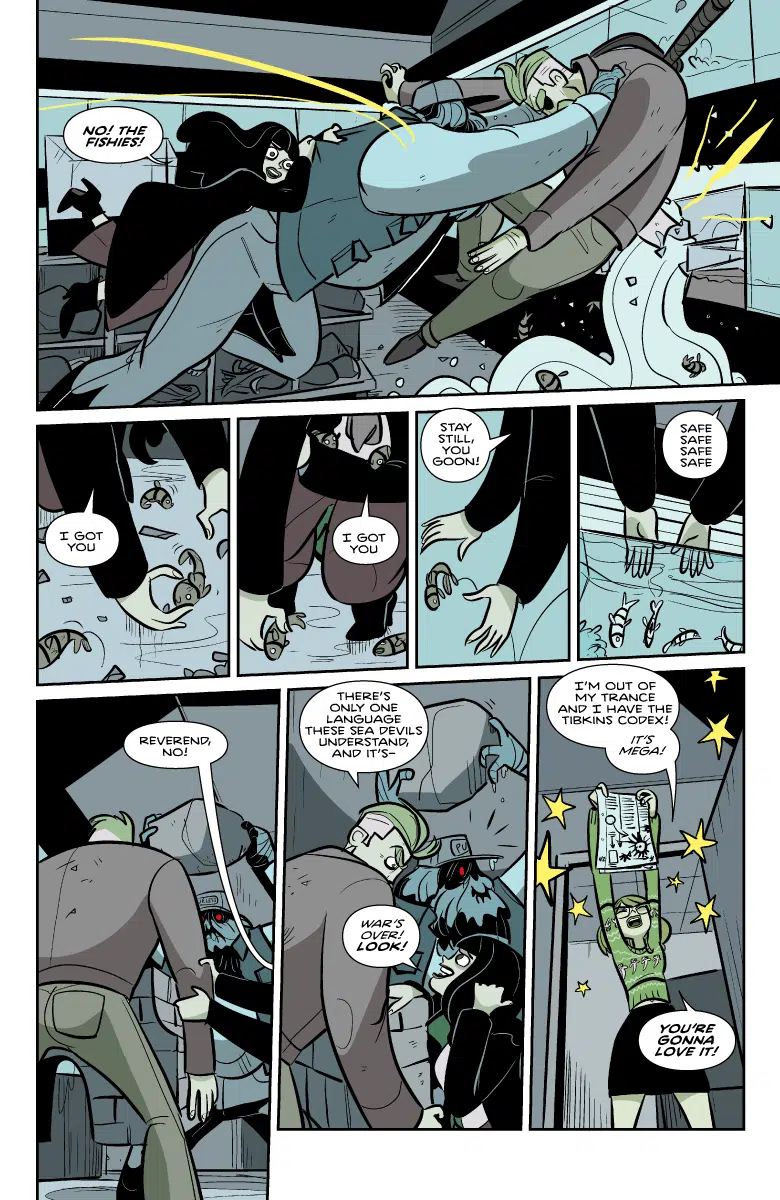 NO! THE
FISHIES!
I GOT
YOU
I GOT
YOU
STAY
STILL,
YOU
GOON!
SAFE
SAFE
SAFE
SAFE
REVEREND,
NO!
THERE'S
ONLY ONE
LANGUAGE
THESE SEA DEVILS
UNDERSTAND,
AND IT'S–
PU
WAR'S
OVER!
LOOK!
I'M OUT OF
MY TRANCE
AND I HAVE THE
TIBKINS CODEX!
IT'S
MEGA!
YOU'RE
GONNA
LOVE IT!